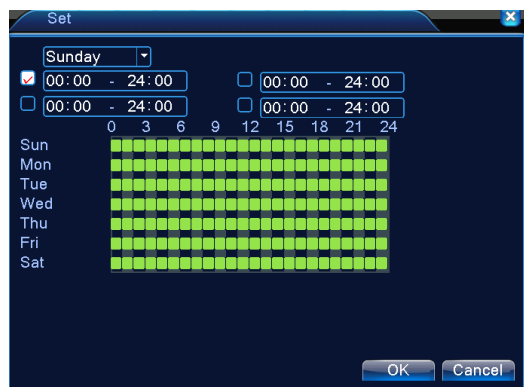 Set
Sunday
00:00 - 24:00 00:00 - 24:00
00:00 - 24:00 00:00 - 24:00
0 3 6 9 12 15 18 21 24
Sun
Mon
Tue
Wed
Thu
Fri
Sat
OK Cancel